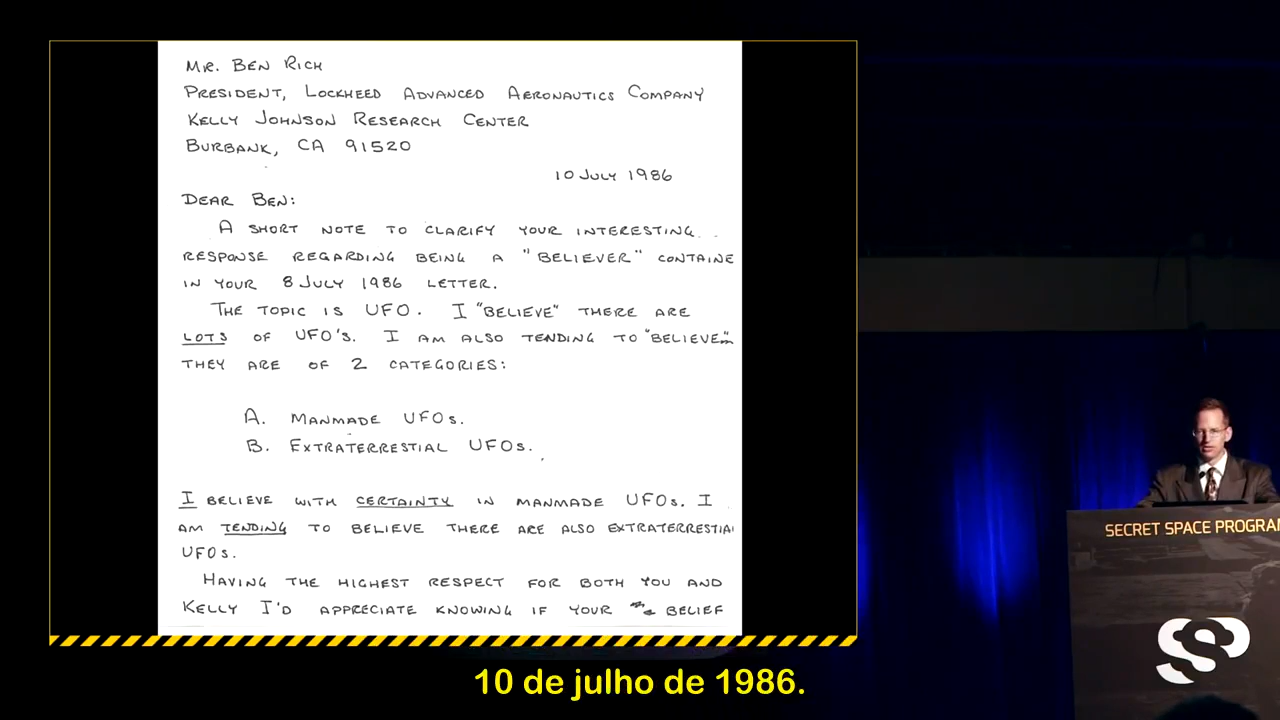 MR. BEN RICH
PRESIDENT, LOCKHEED ADVANCED AERONAUTICS COMPANY
KELLY JOHNSON RESEARCH CENTER
BURBANK, CA 91520
10 JULY 1986
DEAR BEN:
A SHORT NOTE TO CLARIFY YOUR INTERESTING
RESPONSE REGARDING BEING A "BELIEVER" CONTAINE
IN YOUR 8 JULY 1986 LETTER.
THE TOPIC IS UFO. I "BELIEVE" THERE ARE
LOTS OF UFO'S. I AM ALSO TENDING TO "BELIEVE"
THEY ARE OF 2 CATEGORIES:
A. MANMADE UFOs.
B. EXTRATERRESTIAL UFOs.
I BELIEVE WITH CERTAINTY IN MANMADE UFOs. I
AM TENDING TO BELIEVE THERE ARE ALSO EXTRATERRESTIA
UFOs.
HAVING THE HIGHEST RESPECT FOR BOTH YOU AND
KELLY I'D APPRECIATE KNOWING IF YOUR BELIEF
SECRET SPACE PROGRAM
SSP
10 de julho de 1986.